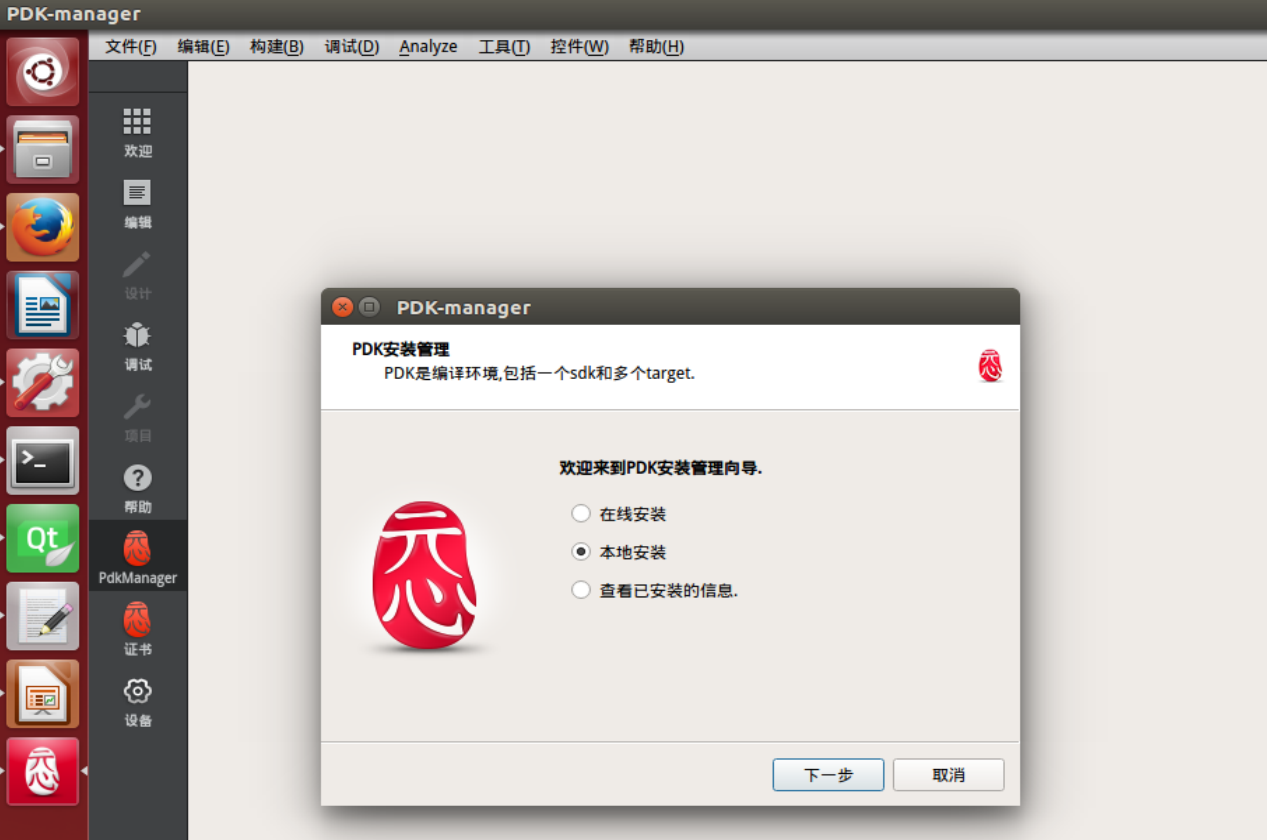 PDK-manager
文件(F) 编辑(E) 构建(B) 调试(D) Analyze 工具(T) 控件(W) 帮助(H)
欢迎
编辑
设计
调试
项目
帮助
PdkManager
证书
设备
Qt
PDK-manager
PDK安装管理
PDK是编译环境,包括一个sdk和多个target.
欢迎来到PDK安装管理向导.
在线安装
本地安装
查看已安装的信息.
下一步 取消